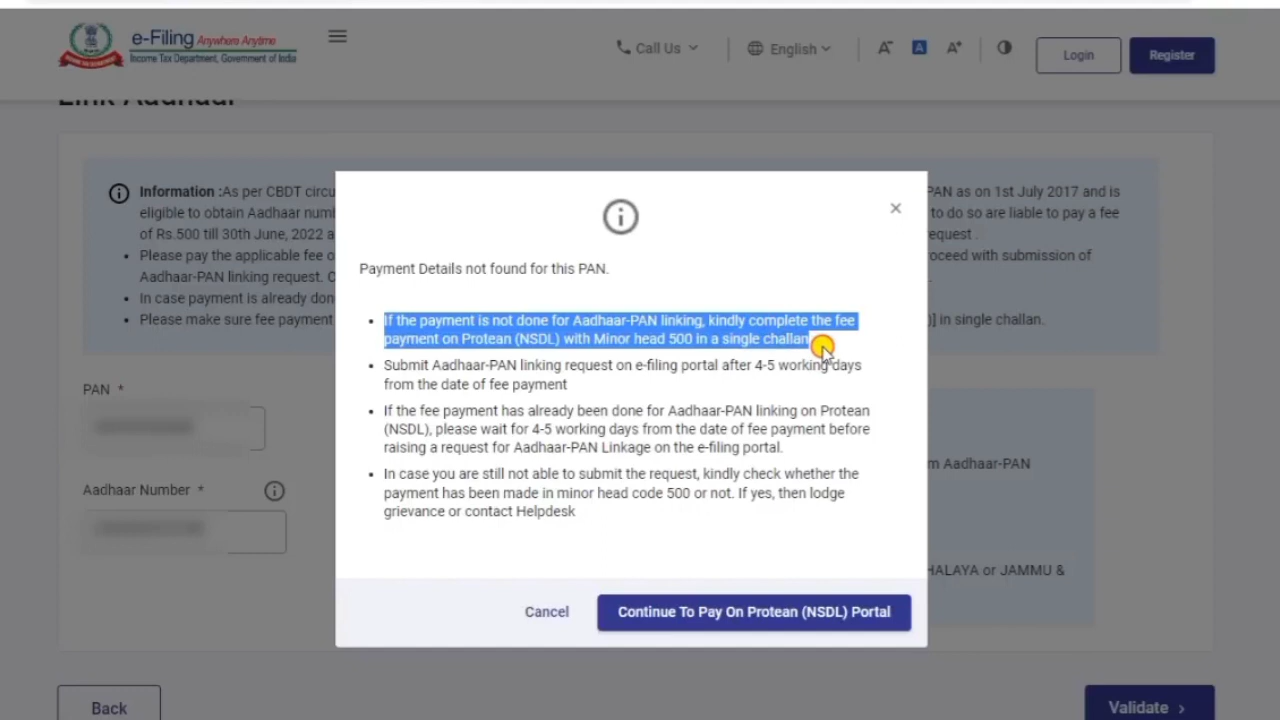 e-Filing Anywhere Anytime
Income Tax Department, Government of India
Call Us
English
A-
A
A+
Login
Register
Link Aadhaar
Information :As per CBDT circu
PAN as on 1st July 2017 and is
eligible to obtain Aadhaar num
to do so are liable to pay a fee
of Rs.500 till 30th June, 2022 a
request .
• Please pay the applicable fee o
oceed with submission of
Aadhaar-PAN linking request. C
• In case payment is already don
• Please make sure fee payment
)] in single challan.
Payment Details not found for this PAN.
• If the payment is not done for Aadhaar-PAN linking, kindly complete the fee
payment on Protean (NSDL) with Minor head 500 in a single challan
• Submit Aadhaar-PAN linking request on e-filing portal after 4-5 working days
from the date of fee payment
• If the fee payment has already been done for Aadhaar-PAN linking on Protean
(NSDL), please wait for 4-5 working days from the date of fee payment before
raising a request for Aadhaar-PAN Linkage on the e-filing portal.
• In case you are still not able to submit the request, kindly check whether the
payment has been made in minor head code 500 or not. If yes, then lodge
grievance or contact Helpdesk
Cancel
Continue To Pay On Protean (NSDL) Portal
PAN *
Aadhaar Number *
m Aadhaar-PAN
HALAYA or JAMMU &
Back
Validate >